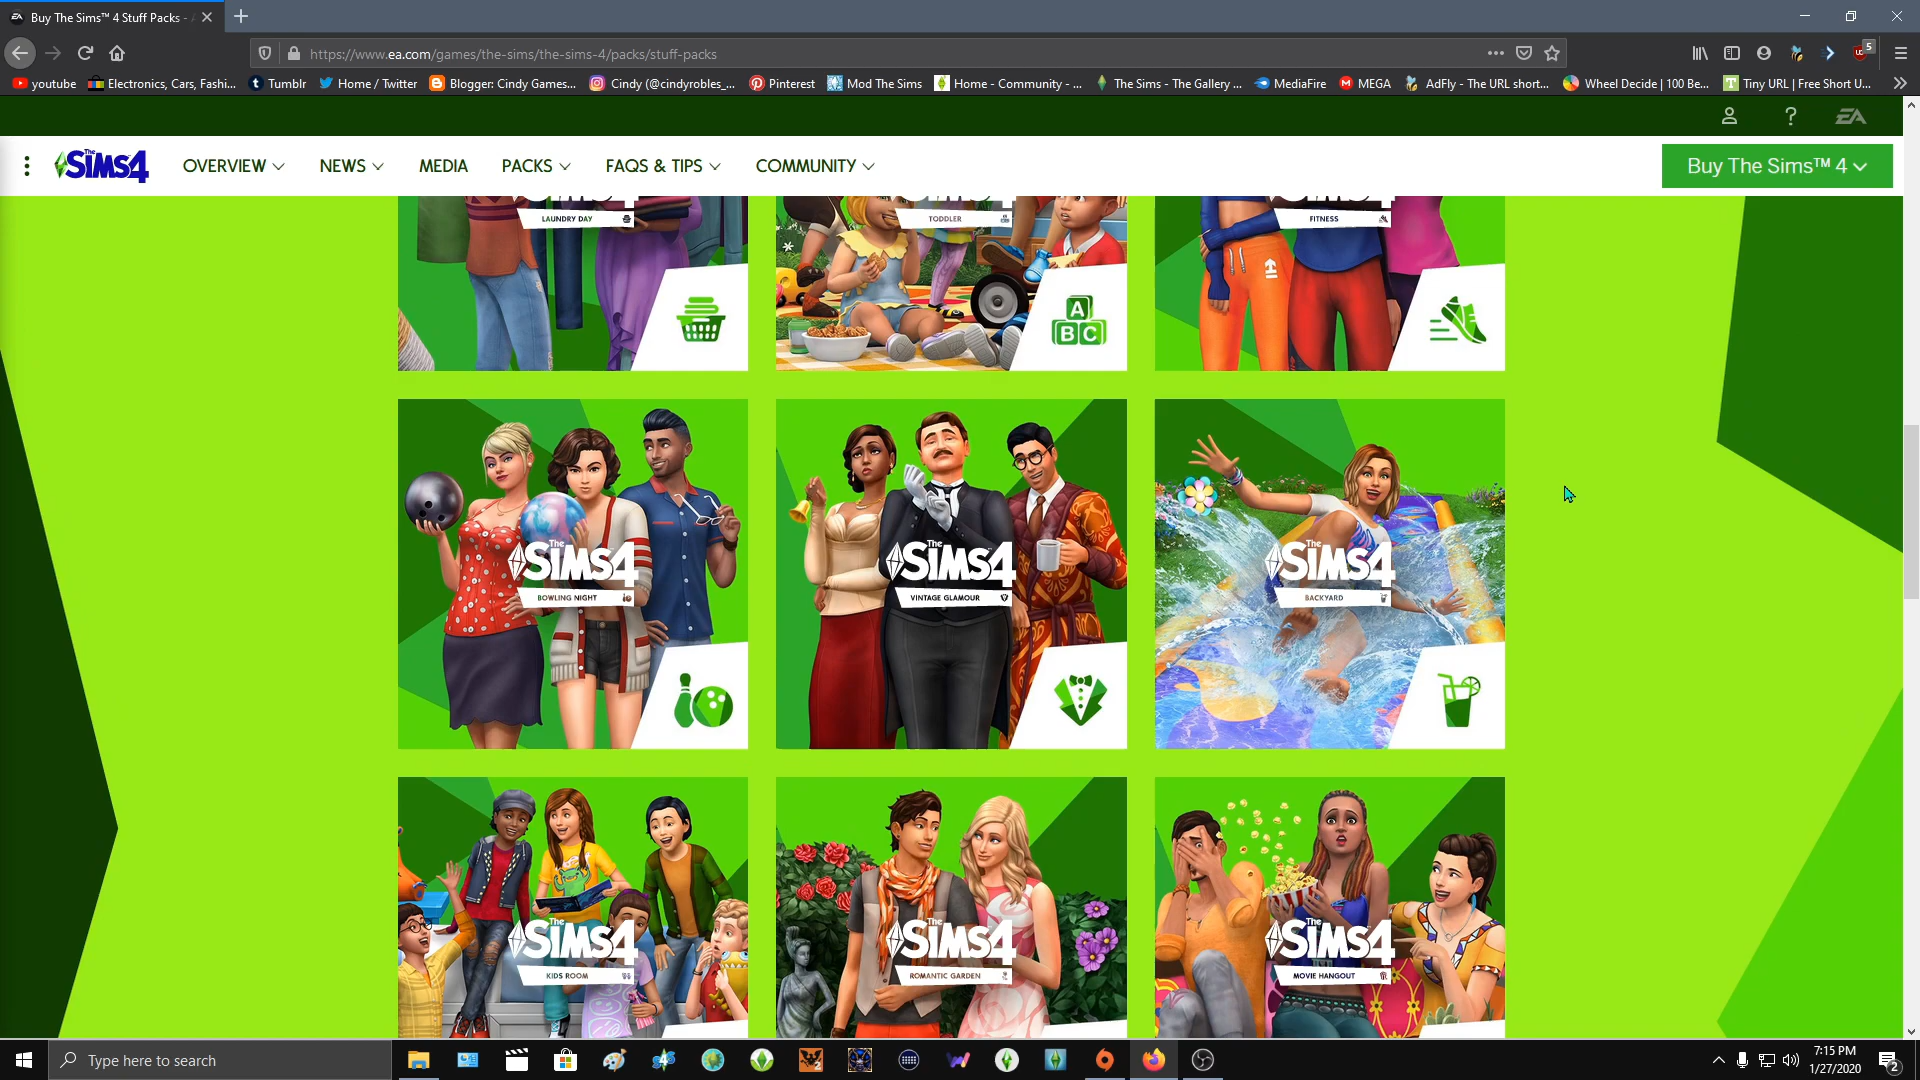 Buy The Sims™ 4 Stuff Packs -
https://www.ea.com/games/the-sims/the-sims-4/packs/stuff-packs
5
youtube
Electronics, Cars, Fashi...
Tumblr
Home / Twitter
Blogger: Cindy Games...
Cindy (@cindyrobles_...
Pinterest
Mod The Sims
Home - Community - ...
The Sims - The Gallery ...
MediaFire
MEGA
AdFly - The URL short...
Wheel Decide | 100 Be...
Tiny URL | Free Short U...
EA
The SIMS 4
OVERVIEW
NEWS
MEDIA
PACKS
FAQS & TIPS
COMMUNITY
Buy The Sims™ 4
LAUNDRY DAY
TODDLER
FITNESS
A
B C
The SIMS 4
BOWLING NIGHT
The SIMS 4
VINTAGE GLAMOUR
The SIMS 4
BACKYARD
The SIMS 4
KIDS ROOM
The SIMS 4
ROMANTIC GARDEN
The SIMS 4
MOVIE HANGOUT
Type here to search
7:15 PM
1/27/2020
2